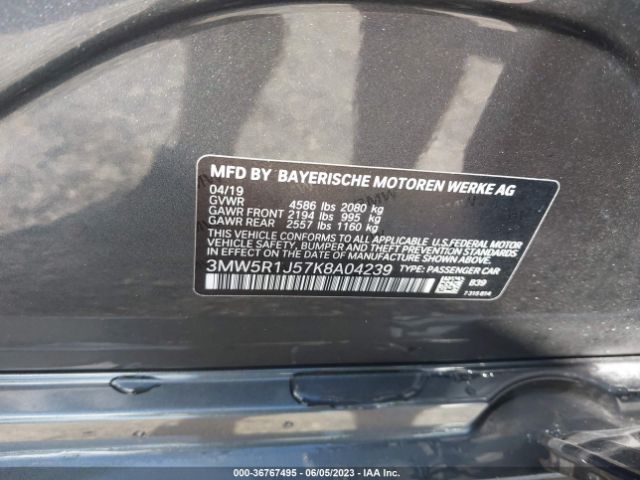 MFD BY BAYERISCHE MOTOREN WERKE AG
04/19
GVWR 4586 lbs 2080 kg
GAWR FRONT 2194 lbs 995 kg
GAWR REAR 2557 lbs 1160 kg
THIS VEHICLE CONFORMS TO ALL APPLICABLE U.S.FEDERAL MOTOR
VEHICLE SAFETY, BUMPER AND THEFT PREVENTION
STANDARDS IN EFFECT ON THE DATE OF MANUFACTURE SHOWN ABOVE.
3MW5R1J57K8A04239 TYPE: PASSENGER CAR
B39
7 315 614
000-36767495 - 06/05/2023 - IAA Inc.